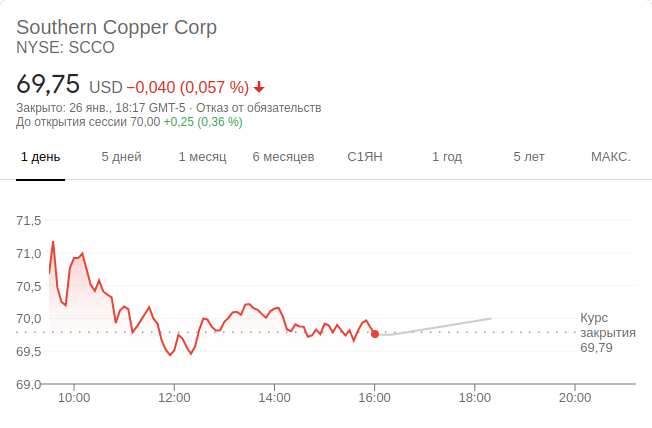 Southern Copper Corp
NYSE: SCCO
69,75 USD −0,040 (0,057 %)
Закрыто: 26 янв., 18:17 GMT-5 · Отказ от обязательств
До открытия сессии 70,00 +0,25 (0,36 %)
1 день 5 дней 1 месяц 6 месяцев С1ЯН 1 год 5 лет МАКС.
71,5
71,0
70,5
70,0
69,5
69,0
Курс
закрытия
69,79
10:00 12:00 14:00 16:00 18:00 20:00